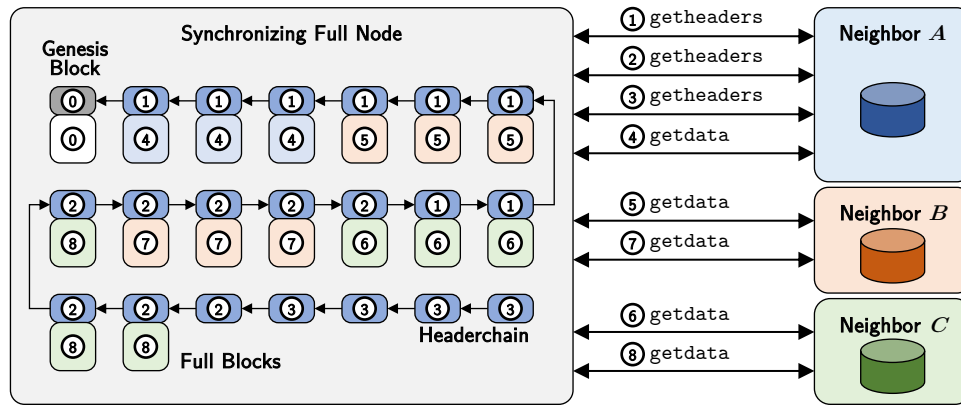 Synchronizing Full Node
Genesis
Block
0 1 1 1 1 1 1
0 4 4 4 5 5 5
2 2 2 2 2 1 1
8 7 7 7 6 6 6
2 2 2 3 3 3 3
8 8
Full Blocks
Headerchain
1 getheaders
2 getheaders
3 getheaders
4 getdata
5 getdata
7 getdata
6 getdata
8 getdata
Neighbor A
Neighbor B
Neighbor C